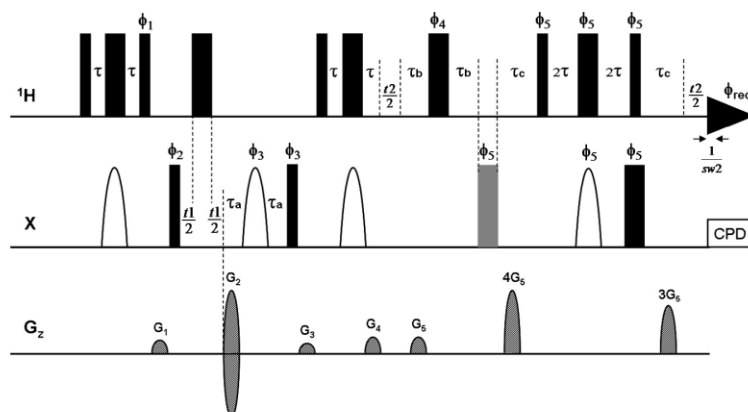 ϕ1 ϕ4 ϕ5 ϕ5 ϕ5
τ τ τ τ t2/2 τb τb τc 2τ 2τ τc t2/2 ϕrec
1H
1/sw2
ϕ2 ϕ3 ϕ3 ϕ5 ϕ5 ϕ5
t1/2 t1/2 τa τa
X CPD
G2 4G5 3G5
G1 G3 G4 G5
Gz